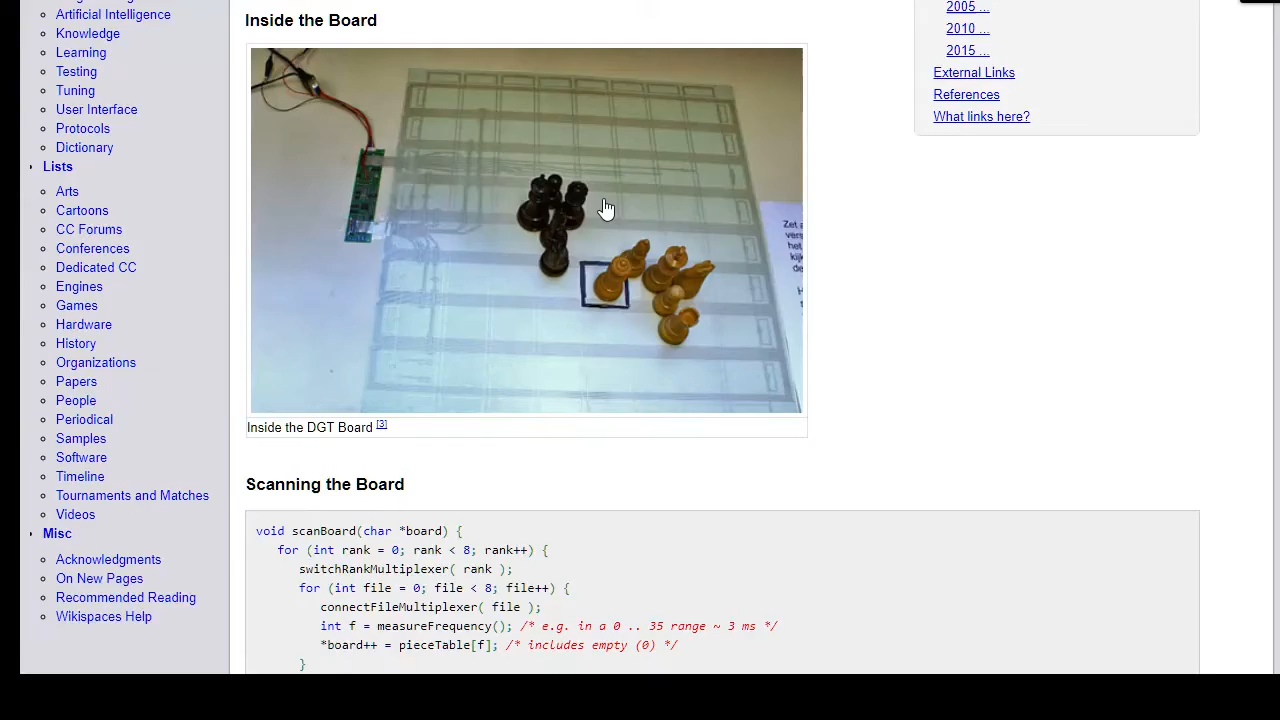 Artificial Intelligence
Knowledge
Learning
Testing
Tuning
User Interface
Protocols
Dictionary
Lists
Arts
Cartoons
CC Forums
Conferences
Dedicated CC
Engines
Games
Hardware
History
Organizations
Papers
People
Periodical
Samples
Software
Timeline
Tournaments and Matches
Videos
Misc
Acknowledgments
On New Pages
Recommended Reading
Wikispaces Help
Inside the Board
Zet
het
Inside the DGT Board [3]
Scanning the Board
void scanBoard(char *board) {
for (int rank = 0; rank < 8; rank++) {
switchRankMultiplexer( rank );
for (int file = 0; file < 8; file++) {
connectFileMultiplexer( file );
int f = measureFrequency(); /* e.g. in a 0 .. 35 range ~ 3 ms */
*board++ = pieceTable[f]; /* includes empty (0) */
}
2005 ...
2010 ...
2015 ...
External Links
References
What links here?